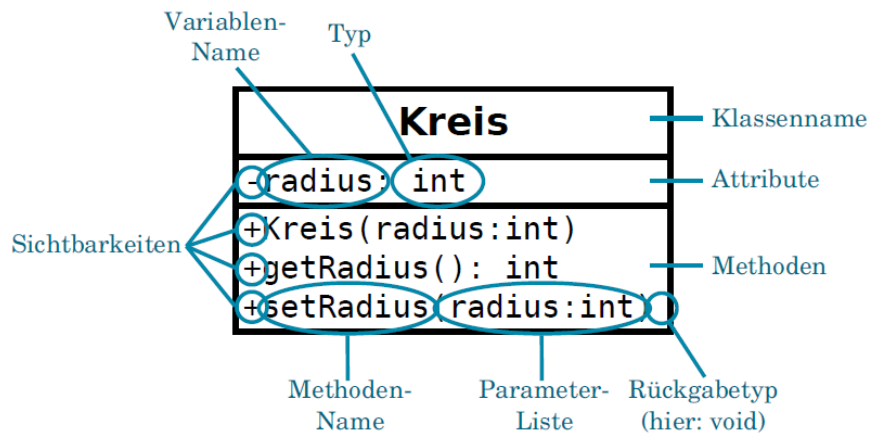 Variablen-
Name
Typ
Kreis
Klassenname
-radius: int
Attribute
Sichtbarkeiten
+Kreis(radius:int)
+getRadius(): int
+setRadius(radius:int)
Methoden
Methoden-
Name
Parameter-
Liste
Rückgabetyp
(hier: void)